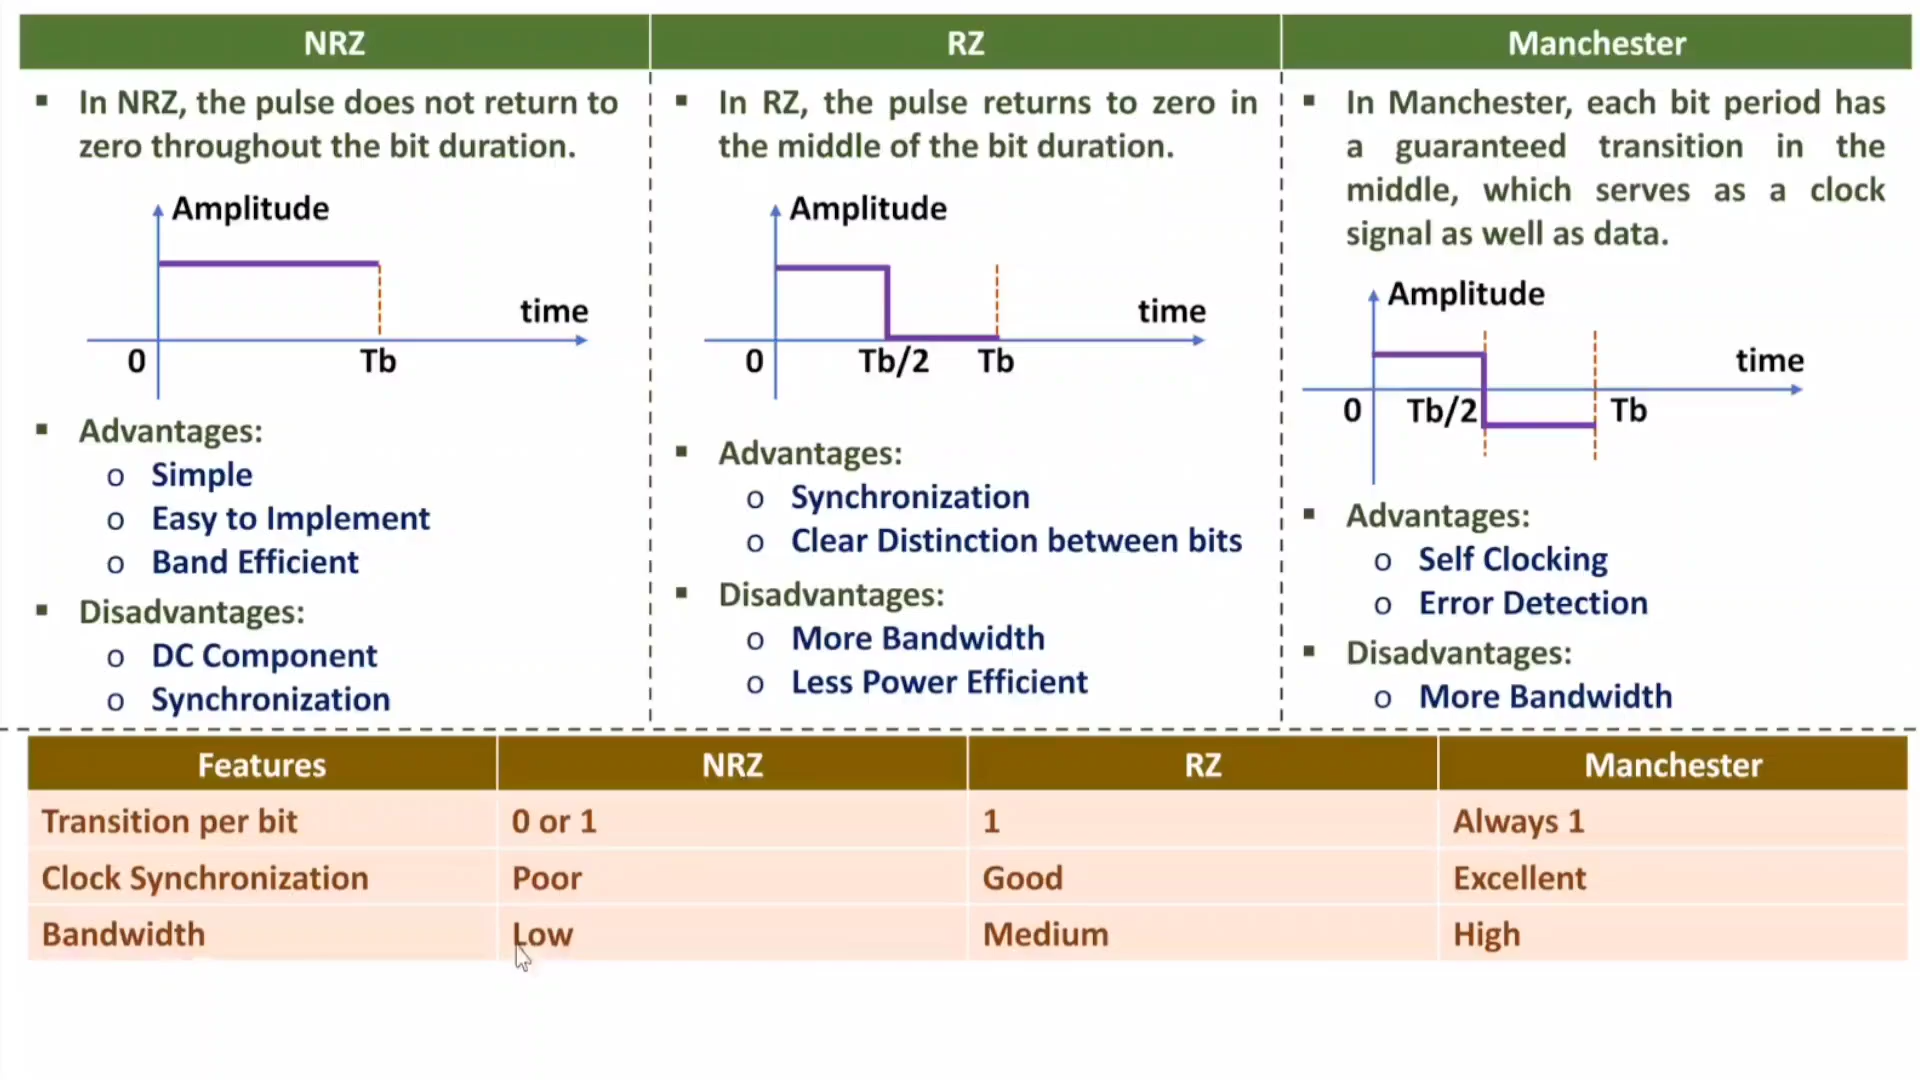 NRZ
In NRZ, the pulse does not return to
zero throughout the bit duration.
Amplitude
time
0
Tb
Advantages:
o Simple
o Easy to Implement
o Band Efficient
Disadvantages:
o DC Component
o Synchronization
RZ
In RZ, the pulse returns to zero in
the middle of the bit duration.
Amplitude
time
0
Tb/2
Tb
Advantages:
o Synchronization
o Clear Distinction between bits
Disadvantages:
o More Bandwidth
o Less Power Efficient
Manchester
In Manchester, each bit period has
a guaranteed transition in the
middle, which serves as a clock
signal as well as data.
Amplitude
time
0
Tb/2
Tb
Advantages:
o Self Clocking
o Error Detection
Disadvantages:
o More Bandwidth
Features NRZ RZ Manchester
Transition per bit 0 or 1 1 Always 1
Clock Synchronization Poor Good Excellent
Bandwidth Low Medium High